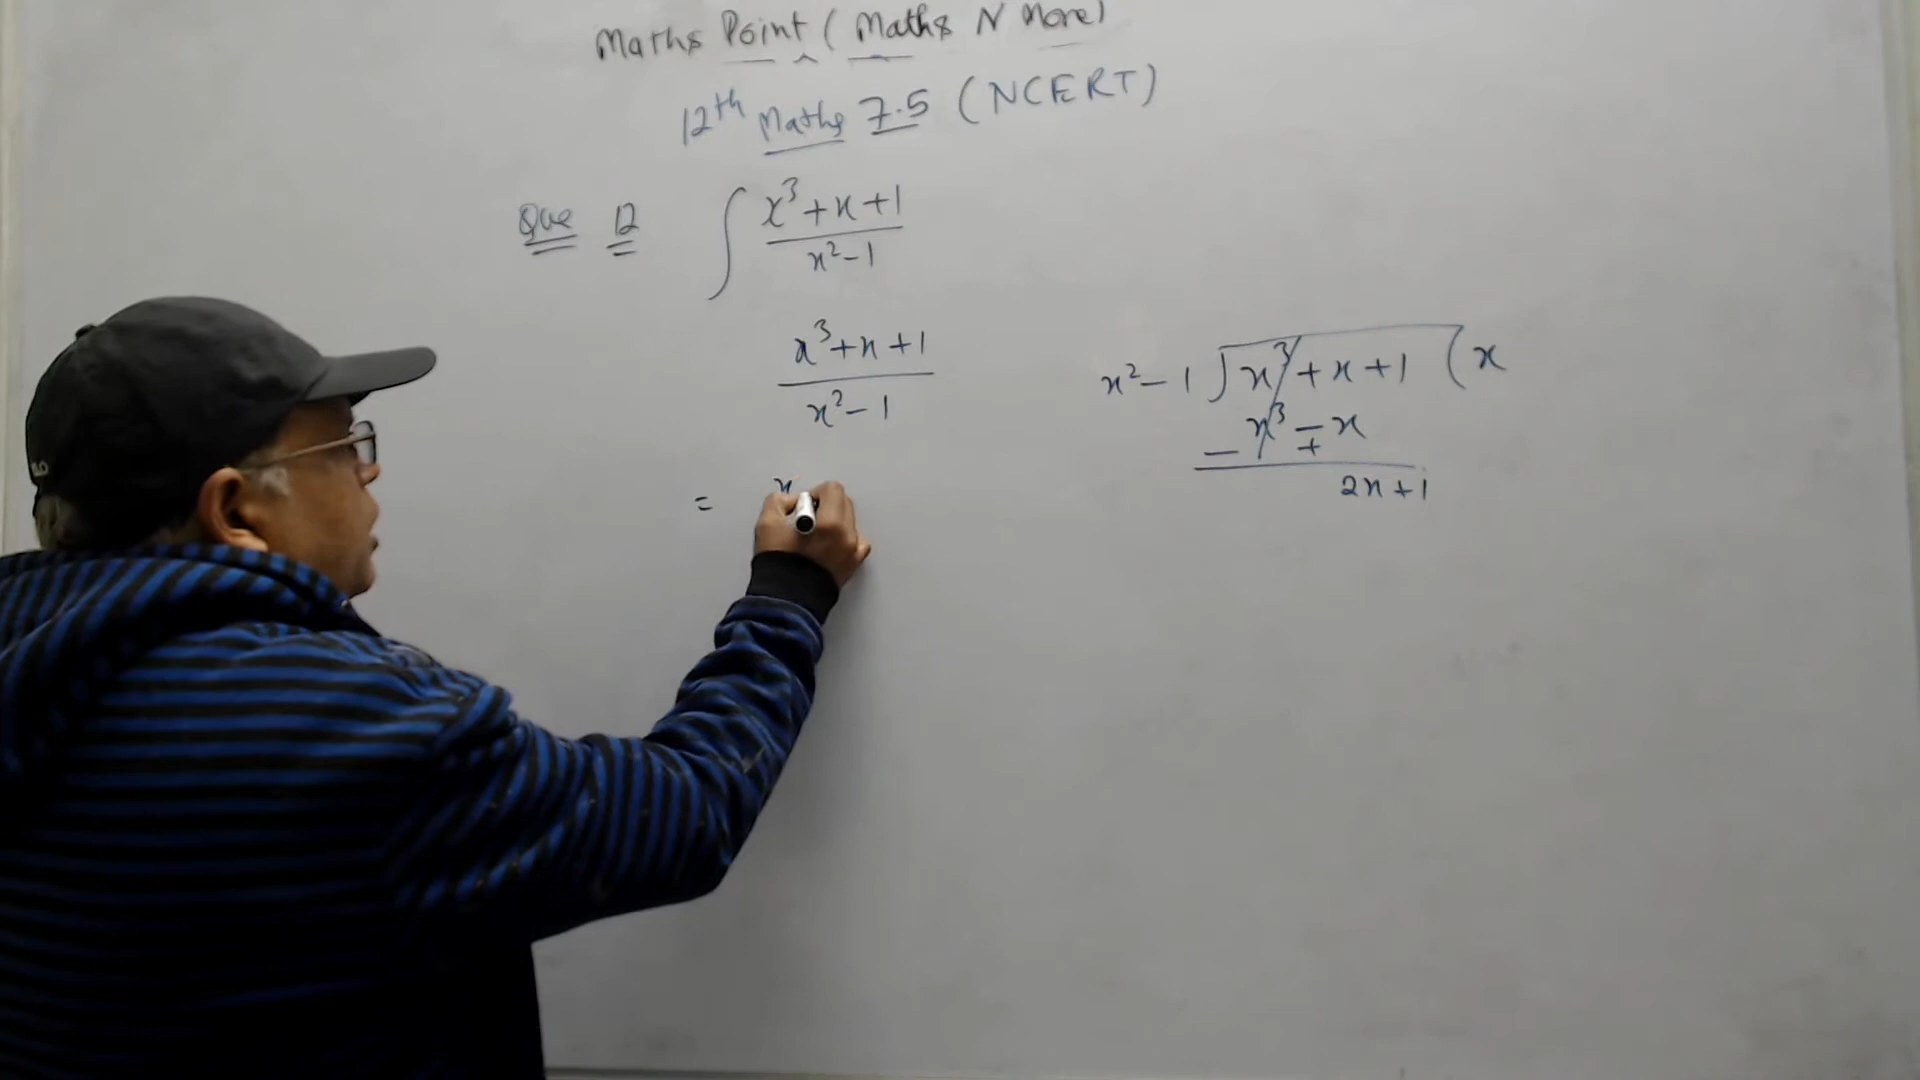 Maths Point ( Maths N More)
12th Maths 7.5 (NCERT)
Que 12 ∫ x³+x+1 / x²-1
x³+x+1 / x²-1
= x
x²-1 ) x³+x+1 ( x
- x³ - x
+
2x+1